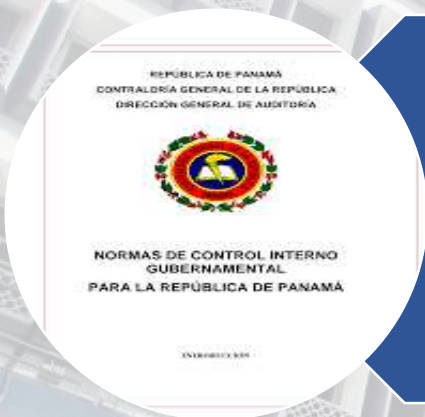 REPÚBLICA DE PANAMÁ
CONTRALORÍA GENERAL DE LA REPÚBLICA
DIRECCIÓN GENERAL DE AUDITORÍA
NORMAS DE CONTROL INTERNO
GUBERNAMENTAL
PARA LA REPÚBLICA DE PANAMÁ
INTRODUCCIÓN